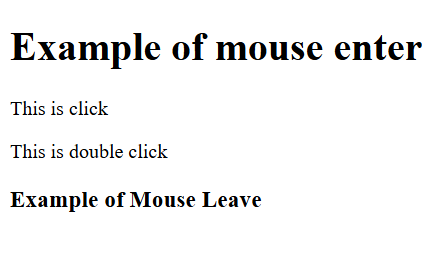 Example of mouse enter
This is click
This is double click
Example of Mouse Leave